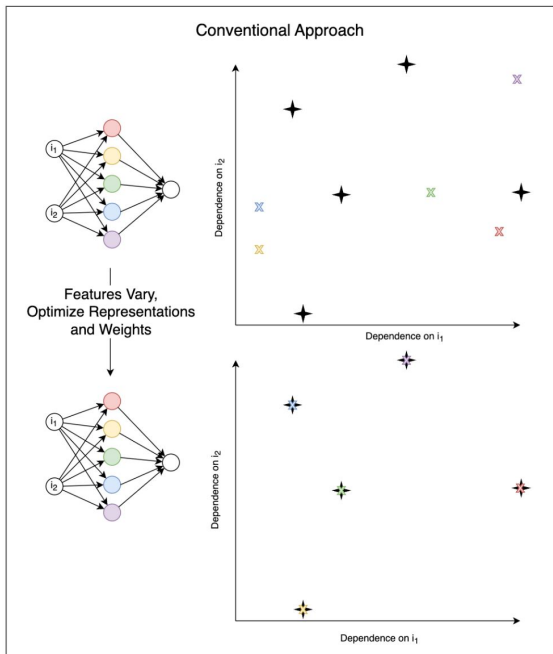 Conventional Approach
i₁
i₂
Dependence on i₂
Dependence on i₁
Features Vary,
Optimize Representations
and Weights
i₁
i₂
Dependence on i₂
Dependence on i₁